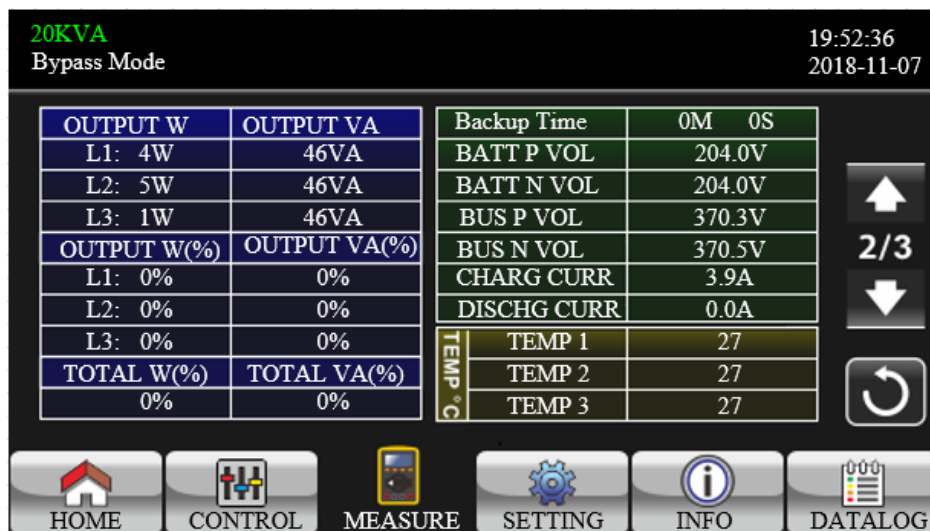 20KVA
Bypass Mode
19:52:36
2018-11-07
OUTPUT W OUTPUT VA
L1: 4W 46VA
L2: 5W 46VA
L3: 1W 46VA
OUTPUT W(%) OUTPUT VA(%)
L1: 0% 0%
L2: 0% 0%
L3: 0% 0%
TOTAL W(%) TOTAL VA(%)
0% 0%
Backup Time 0M 0S
BATT P VOL 204.0V
BATT N VOL 204.0V
BUS P VOL 370.3V
BUS N VOL 370.5V
CHARG CURR 3.9A
DISCHG CURR 0.0A
TEMP °C
TEMP 1 27
TEMP 2 27
TEMP 3 27
2/3
HOME CONTROL MEASURE SETTING INFO DATALOG